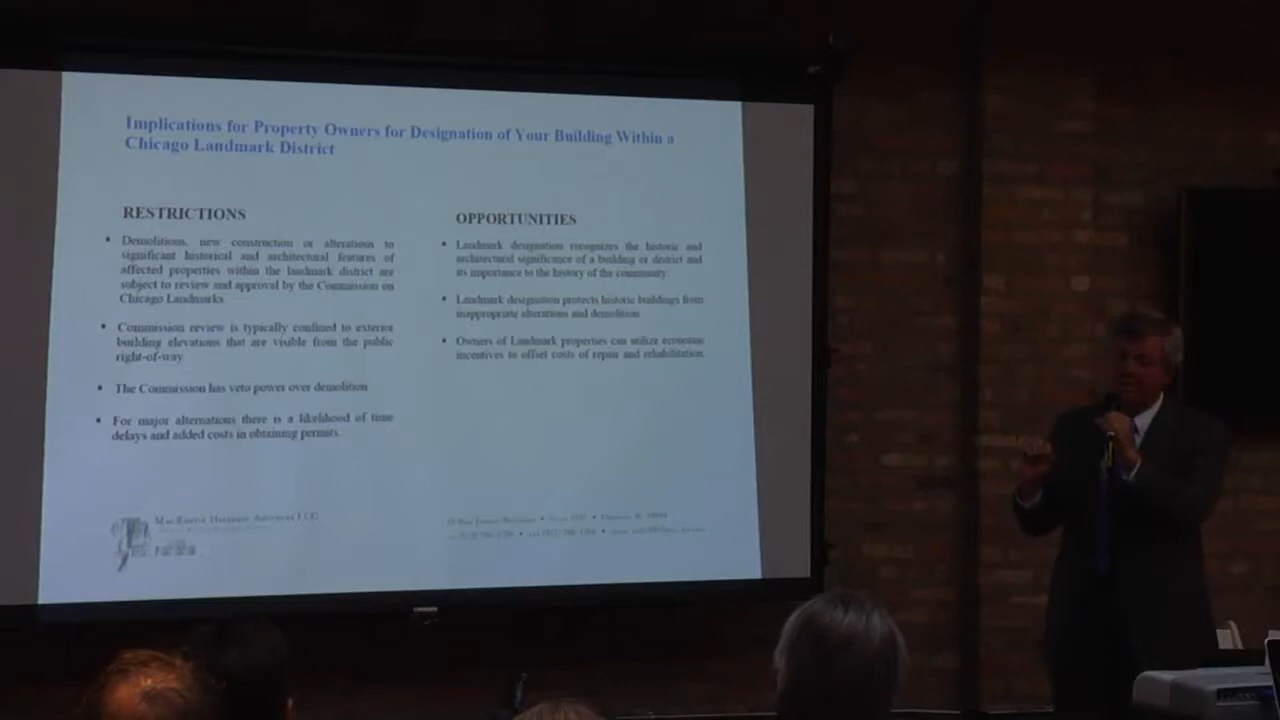 Implications for Property Owners for Designation of Your Building Within a
Chicago Landmark District
RESTRICTIONS
• Demolitions, new construction or alterations to
significant historical and architectural features of
affected properties within the landmark district are
subject to review and approval by the Commission on
Chicago Landmarks
• Commission review is typically confined to exterior
building elevations that are visible from the public
right-of-way
• The Commission has veto power over demolition
• For major alternations there is a likelihood of time
delays and added costs in obtaining permits.
OPPORTUNITIES
• Landmark designation recognizes the historic and
architectural significance of a building or district and
its importance to the history of the community.
• Landmark designation protects historic buildings from
inappropriate alterations and demolition
• Owners of Landmark properties can utilize economic
incentives to offset costs of repair and rehabilitation.
LLC